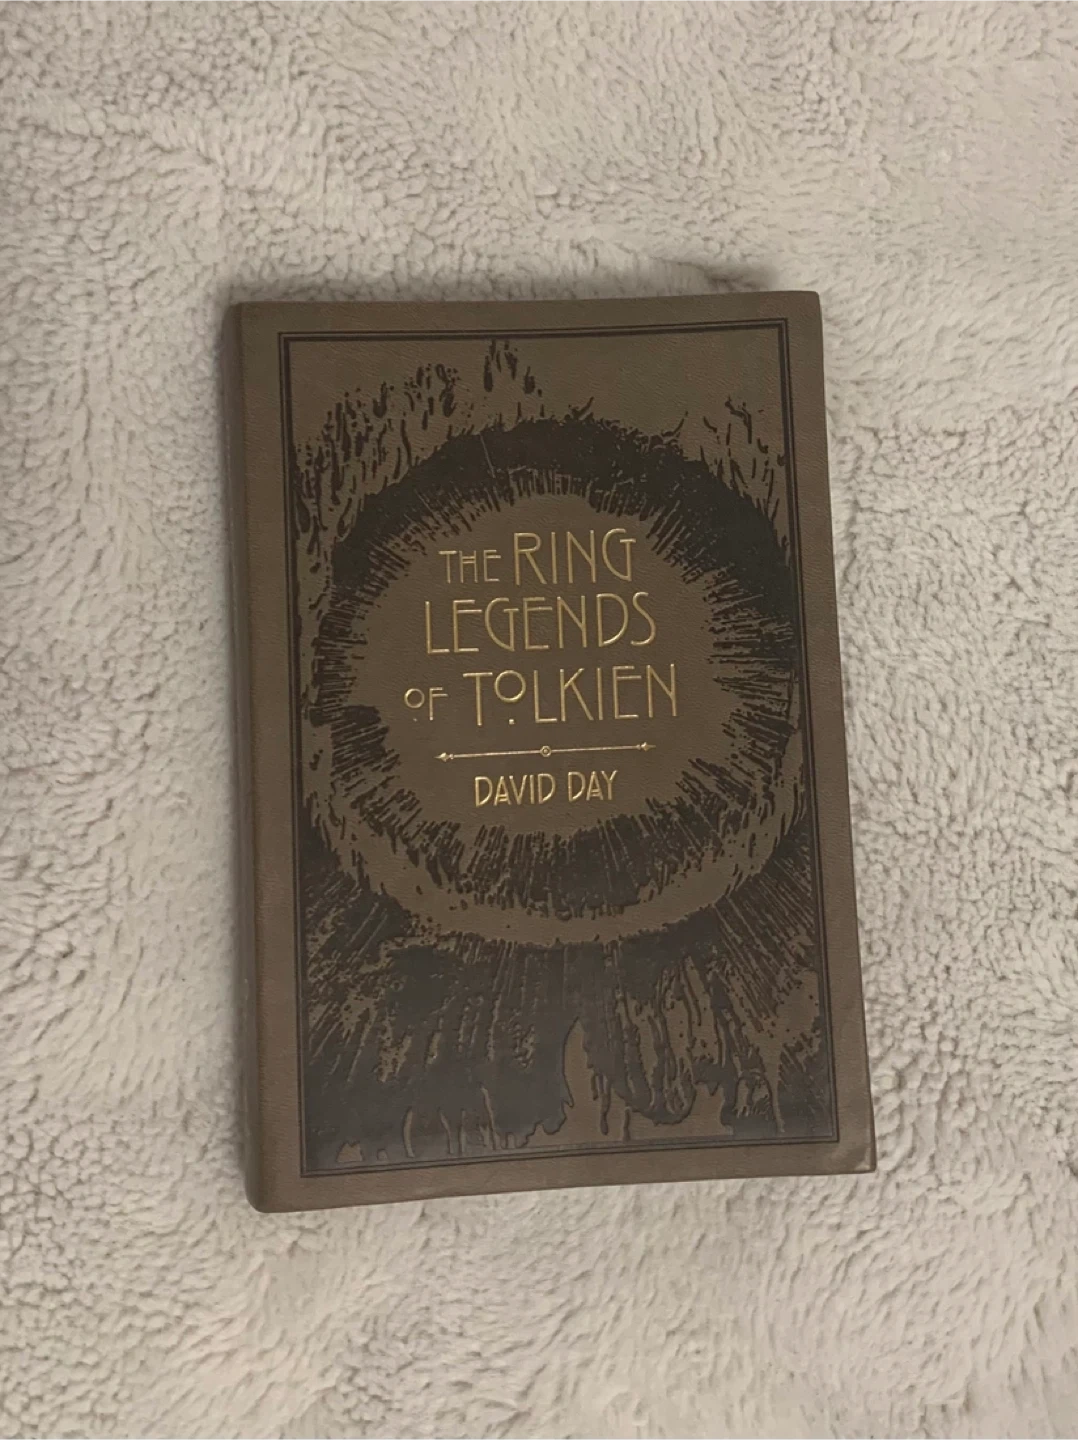 THE RING
LEGENDS
OF TOLKIEN
DAVID DAY